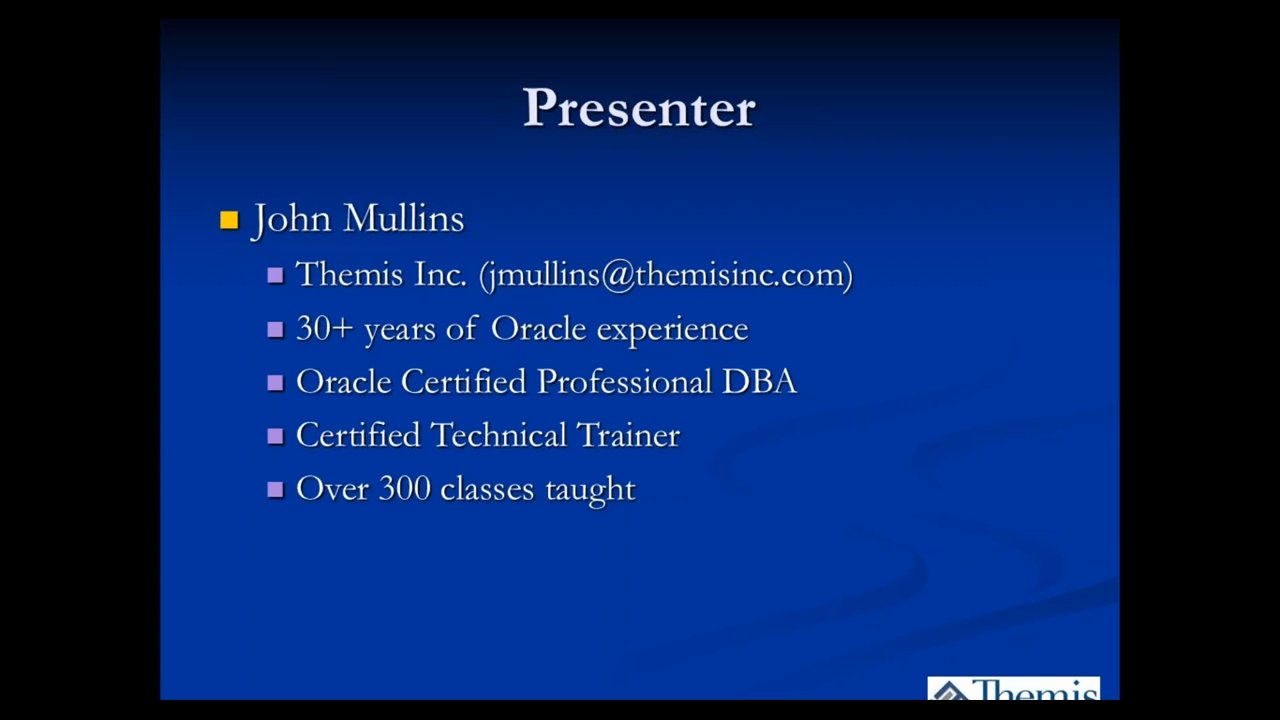 Presenter
John Mullins
Themis Inc. (jmullins@themisinc.com)
30+ years of Oracle experience
Oracle Certified Professional DBA
Certified Technical Trainer
Over 300 classes taught
Themis